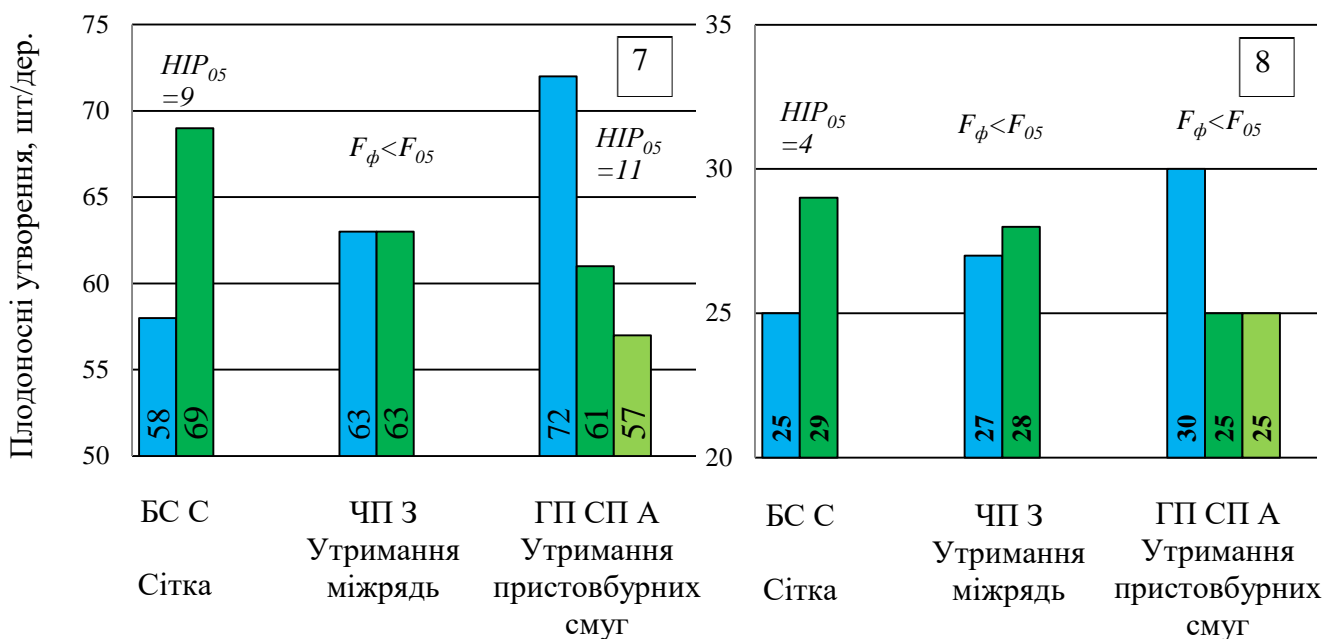 Плодоносні утворення, шт/дер.
75
70
65
60
55
50
НІР05
=9
Fф<F05
НІР05
=11
7
58
69
63
63
72
61
57
БС С
ЧП З
ГП СП А
Сітка
Утримання
міжрядь
Утримання
пристовбурних
смуг
35
30
25
20
НІР05
=4
Fф<F05
Fф<F05
8
25
29
27
28
30
25
25
БС С
ЧП З
ГП СП А
Сітка
Утримання
міжрядь
Утримання
пристовбурних
смуг